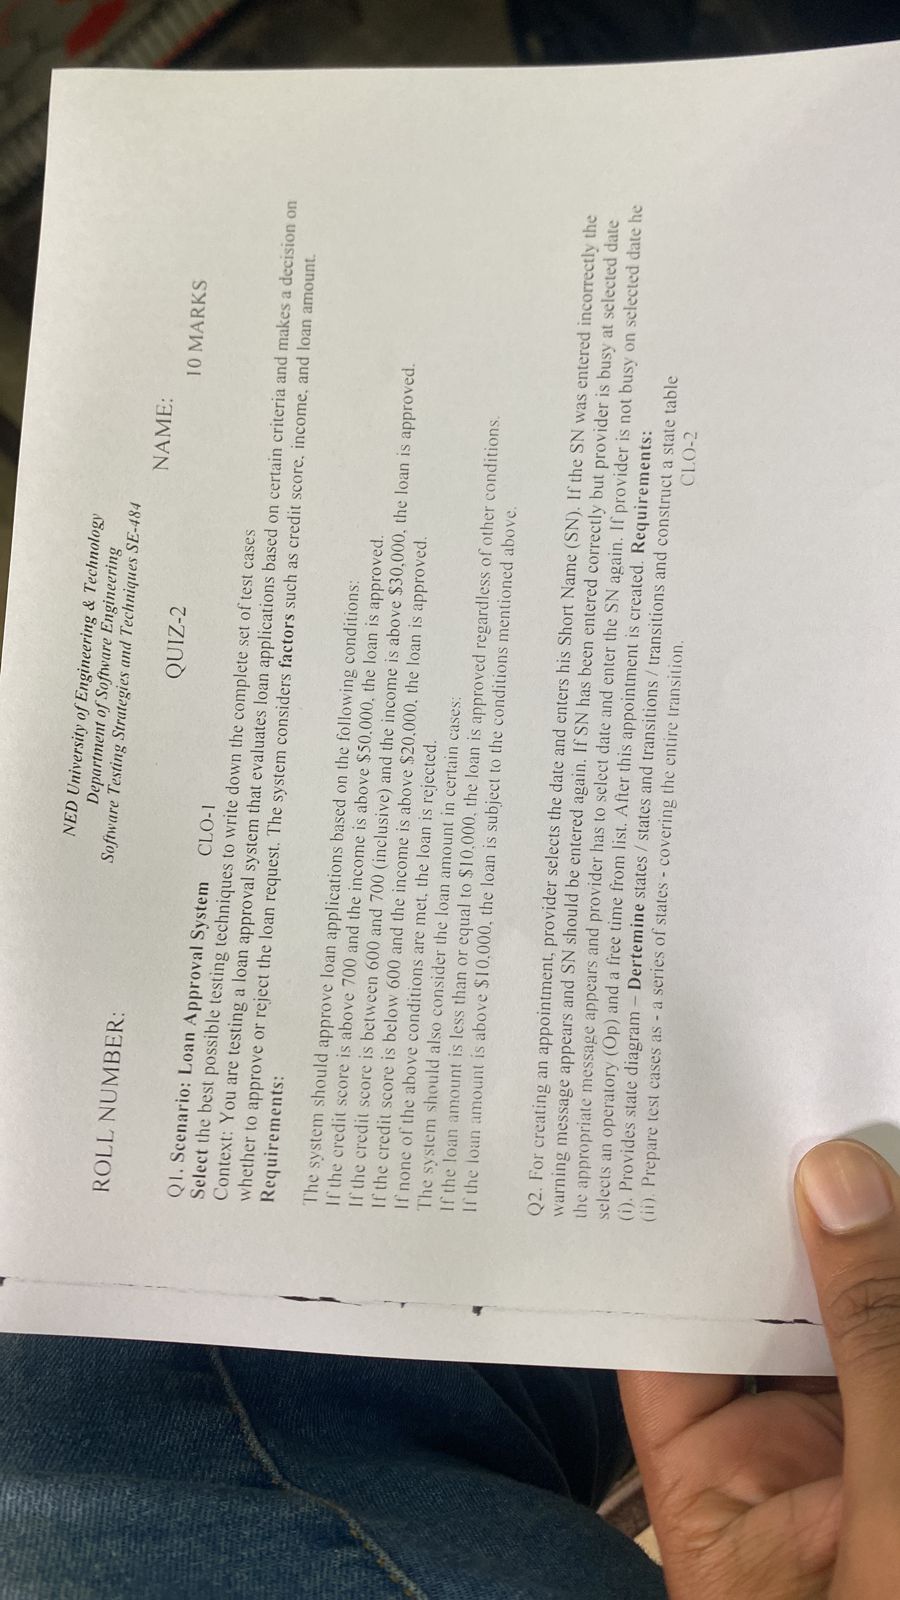 NED University of Engineering & Technology
Department of Software Engineering
Software Testing Strategies and Techniques SE-484
ROLL NUMBER: QUIZ-2 NAME:
Q1. Scenario: Loan Approval System CLO-1 10 MARKS
Select the best possible testing techniques to write down the complete set of test cases
Context: You are testing a loan approval system that evaluates loan applications based on certain criteria and makes a decision on
whether to approve or reject the loan request. The system considers factors such as credit score, income, and loan amount.
Requirements:
The system should approve loan applications based on the following conditions:
If the credit score is above 700 and the income is above $50,000, the loan is approved.
If the credit score is between 600 and 700 (inclusive) and the income is above $30,000, the loan is approved.
If the credit score is below 600 and the income is above $20,000, the loan is approved.
If none of the above conditions are met, the loan is rejected.
The system should also consider the loan amount in certain cases:
If the loan amount is less than or equal to $10,000, the loan is approved regardless of other conditions.
If the loan amount is above $10,000, the loan is subject to the conditions mentioned above.
Q2. For creating an appointment, provider selects the date and enters his Short Name (SN). If the SN was entered incorrectly the
warning message appears and SN should be entered again. If SN has been entered correctly but provider is busy at selected date
the appropriate message appears and provider has to select date and enter the SN again. If provider is not busy on selected date he
selects an operatory (Op) and a free time from list. After this appointment is created. Requirements:
(i). Provides state diagram – Dertemine states / states and transitions / transitions and construct a state table
(ii). Prepare test cases as - a series of states - covering the entire transition. CLO-2